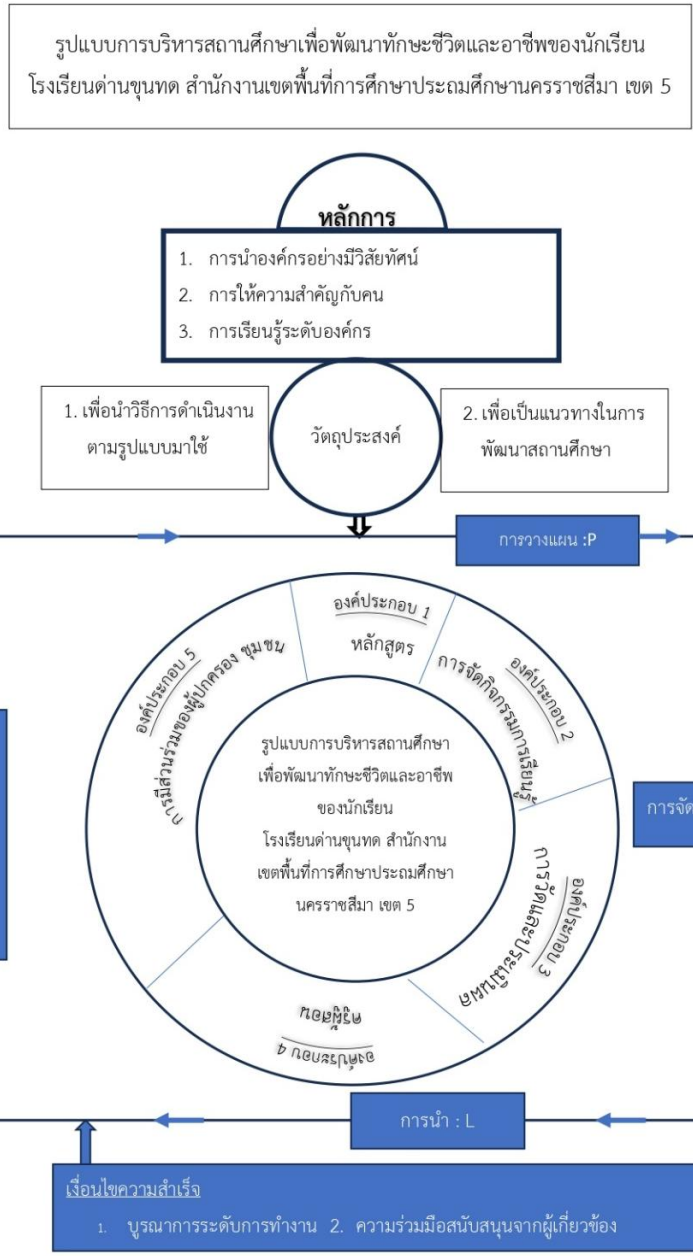 รูปแบบการบริหารสถานศึกษาเพื่อพัฒนาทักษะชีวิตและอาชีพของนักเรียน
โรงเรียนด่านขุนทด สำนักงานเขตพื้นที่การศึกษาประถมศึกษานครราชสีมา เขต 5
หลักการ
1. การนำองค์กรอย่างมีวิสัยทัศน์
2. การให้ความสำคัญกับคน
3. การเรียนรู้ระดับองค์กร
1. เพื่อนำวิธีการดำเนินงาน
ตามรูปแบบมาใช้
วัตถุประสงค์
2. เพื่อเป็นแนวทางในการ
พัฒนาสถานศึกษา
การวางแผน :P
องค์ประกอบ 1
หลักสูตร
องค์ประกอบ 2
การจัดกิจกรรมการเรียนรู้
องค์ประกอบ 3
การวัดและประเมินผล
องค์ประกอบ 4
ครูผู้สอน
องค์ประกอบ 5
การมีส่วนร่วมของผู้ปกครอง ชุมชน
รูปแบบการบริหารสถานศึกษา
เพื่อพัฒนาทักษะชีวิตและอาชีพ
ของนักเรียน
โรงเรียนด่านขุนทด สำนักงาน
เขตพื้นที่การศึกษาประถมศึกษา
นครราชสีมา เขต 5
การจัด
การนำ : L
เงื่อนไขความสำเร็จ
1. บูรณาการระดับการทำงาน 2. ความร่วมมือสนับสนุนจากผู้เกี่ยวข้อง